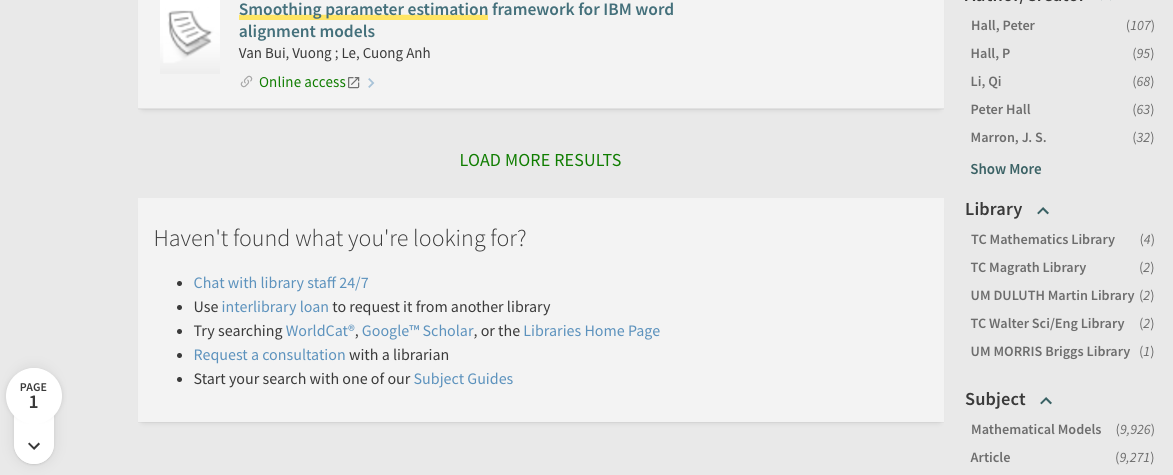 Smoothing parameter estimation framework for IBM word
alignment models
Van Bui, Vuong ; Le, Cuong Anh
Online access
LOAD MORE RESULTS
Haven't found what you're looking for?
• Chat with library staff 24/7
• Use interlibrary loan to request it from another library
• Try searching WorldCat®, Google™ Scholar, or the Libraries Home Page
• Request a consultation with a librarian
• Start your search with one of our Subject Guides
PAGE
1
Hall, Peter (107)
Hall, P (95)
Li, Qi (68)
Peter Hall (63)
Marron, J. S. (32)
Show More
Library
TC Mathematics Library (4)
TC Magrath Library (2)
UM DULUTH Martin Library (2)
TC Walter Sci/Eng Library (2)
UM MORRIS Briggs Library (1)
Subject
Mathematical Models (9,926)
Article (9,271)